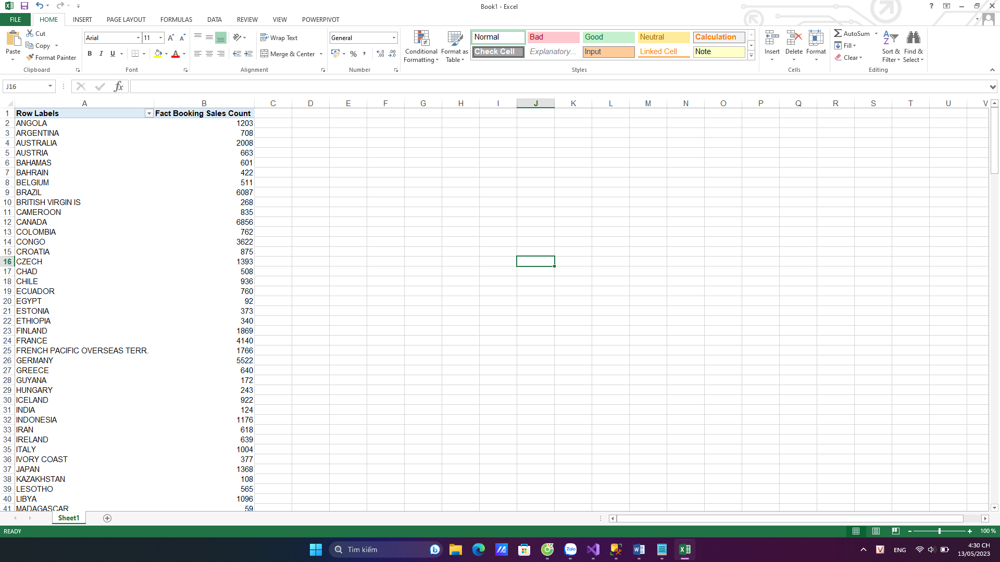 Book1 - Excel
FILE HOME INSERT PAGE LAYOUT FORMULAS DATA REVIEW VIEW POWERPIVOT
Paste
Cut
Copy
Format Painter
Clipboard
Arial 11
B I U
Font
Wrap Text
Merge & Center
Alignment
General
%
Number
Conditional Formatting
Format as Table
Normal Bad Good Neutral Calculation
Check Cell Explanatory... Input Linked Cell Note
Styles
Insert Delete Format
Cells
AutoSum
Fill
Clear
Sort & Filter
Find & Select
Editing
J16 fx
A B C D E F G H I J K L M N O P Q R S T U V
1 Row Labels Fact Booking Sales Count
2 ANGOLA 1203
3 ARGENTINA 708
4 AUSTRALIA 2008
5 AUSTRIA 663
6 BAHAMAS 601
7 BAHRAIN 422
8 BELGIUM 511
9 BRAZIL 6087
10 BRITISH VIRGIN IS 268
11 CAMEROON 835
12 CANADA 6856
13 COLOMBIA 762
14 CONGO 3622
15 CROATIA 875
16 CZECH 1393
17 CHAD 508
18 CHILE 936
19 ECUADOR 760
20 EGYPT 92
21 ESTONIA 373
22 ETHIOPIA 340
23 FINLAND 1869
24 FRANCE 4140
25 FRENCH PACIFIC OVERSEAS TERR. 1766
26 GERMANY 5522
27 GREECE 640
28 GUYANA 172
29 HUNGARY 243
30 ICELAND 922
31 INDIA 124
32 INDONESIA 1176
33 IRAN 618
34 IRELAND 639
35 ITALY 1004
36 IVORY COAST 377
37 JAPAN 1368
38 KAZAKHSTAN 108
39 LESOTHO 565
40 LIBYA 1096
41 MADAGASCAR 59
Sheet1
READY 100 %
Tìm kiếm
Zalo
V ENG
4:30 CH
13/05/2023